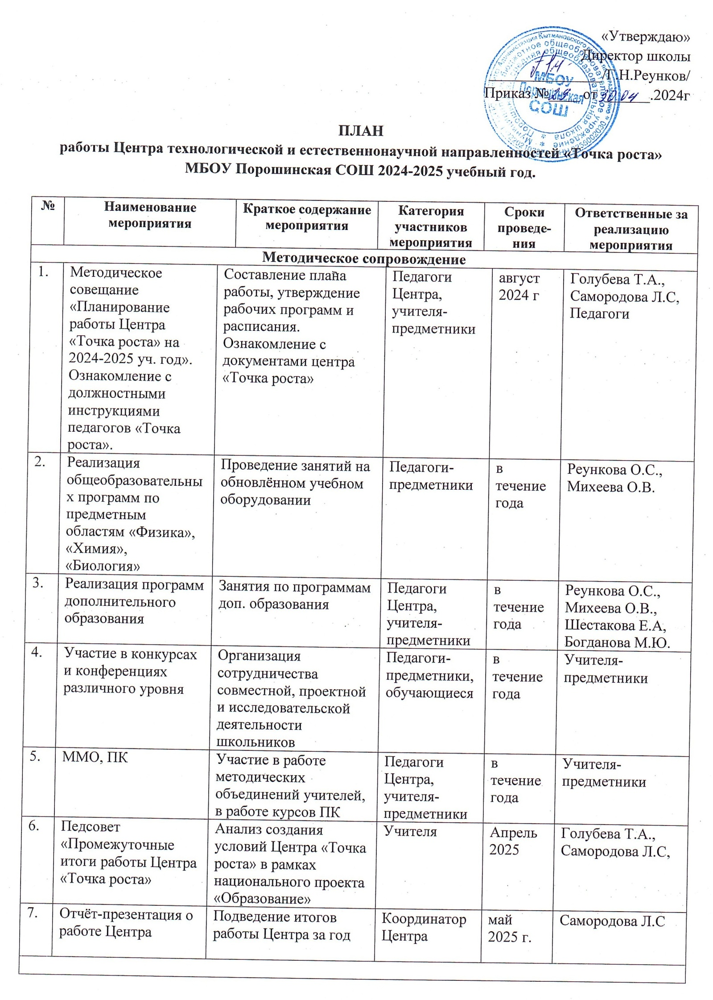 «Утверждаю»
Директор школы
/Г.Н.Реунков/
Приказ № от 30.04.2024г
МБОУ
Порошинская
СОШ
ПЛАН
работы Центра технологической и естественнонаучной направленностей «Точка роста»
МБОУ Порошинская СОШ 2024-2025 учебный год.
№
Наименование
мероприятия
Краткое содержание
мероприятия
Категория
участников
мероприятия
Сроки
проведе-
ния
Ответственные за
реализацию
мероприятия
Методическое сопровождение
1.
Методическое
совещание
«Планирование
работы Центра
«Точка роста» на
2024-2025 уч. год».
Ознакомление с
должностными
инструкциями
педагогов «Точка
роста».
Составление плана
работы, утверждение
рабочих программ и
расписания.
Ознакомление с
документами центра
«Точка роста»
Педагоги
Центра,
учителя-
предметники
август
2024 г
Голубева Т.А.,
Самородова Л.С,
Педагоги
2.
Реализация
общеобразовательны
х программ по
предметным
областям «Физика»,
«Химия»,
«Биология»
Проведение занятий на
обновлённом учебном
оборудовании
Педагоги-
предметники
в
течение
года
Реункова О.С.,
Михеева О.В.
3.
Реализация программ
дополнительного
образования
Занятия по программам
доп. образования
Педагоги
Центра,
учителя-
предметники
в
течение
года
Реункова О.С.,
Михеева О.В.,
Шестакова Е.А,
Богданова М.Ю.
4.
Участие в конкурсах
и конференциях
различного уровня
Организация
сотрудничества
совместной, проектной
и исследовательской
деятельности
школьников
Педагоги-
предметники,
обучающиеся
в
течение
года
Учителя-
предметники
5.
ММО, ПК
Участие в работе
методических
объединений учителей,
в работе курсов ПК
Педагоги
Центра,
учителя-
предметники
в
течение
года
Учителя-
предметники
6.
Педсовет
«Промежуточные
итоги работы Центра
«Точка роста»
Анализ создания
условий Центра «Точка
роста» в рамках
национального проекта
«Образование»
Учителя
Апрель
2025
Голубева Т.А.,
Самородова Л.С,
7.
Отчёт-презентация о
работе Центра
Подведение итогов
работы Центра за год
Координатор
Центра
май
2025 г.
Самородова Л.С